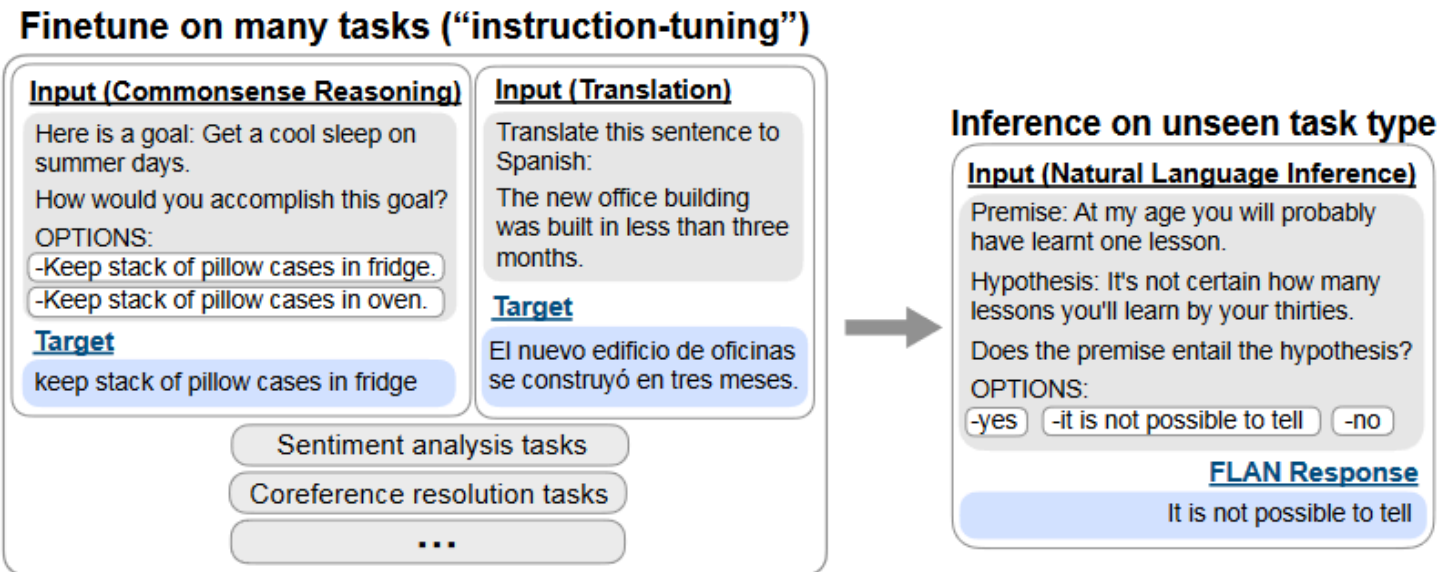 Finetune on many tasks (“instruction-tuning”)
Input (Commonsense Reasoning)
Here is a goal: Get a cool sleep on
summer days.
How would you accomplish this goal?
OPTIONS:
-Keep stack of pillow cases in fridge.
-Keep stack of pillow cases in oven.
Target
keep stack of pillow cases in fridge
Input (Translation)
Translate this sentence to
Spanish:
The new office building
was built in less than three
months.
Target
El nuevo edificio de oficinas
se construyó en tres meses.
Sentiment analysis tasks
Coreference resolution tasks
...
Inference on unseen task type
Input (Natural Language Inference)
Premise: At my age you will probably
have learnt one lesson.
Hypothesis: It's not certain how many
lessons you'll learn by your thirties.
Does the premise entail the hypothesis?
OPTIONS:
-yes -it is not possible to tell -no
FLAN Response
It is not possible to tell